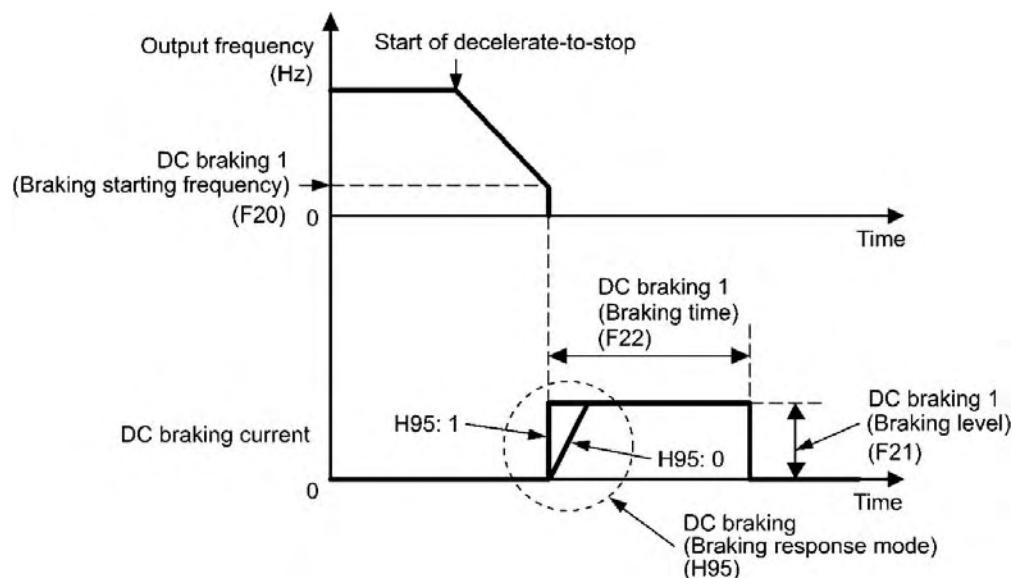 Output frequency
(Hz)
Start of decelerate-to-stop
DC braking 1
(Braking starting frequency)
(F20)
0
Time
DC braking 1
(Braking time)
(F22)
DC braking current
H95: 1
H95: 0
DC braking 1
(Braking level)
(F21)
0
Time
DC braking
(Braking response mode)
(H95)